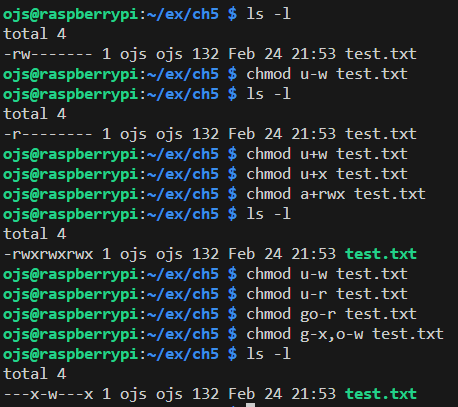 ojs@raspberrypi:~/ex/ch5 $ ls -l
total 4
-rw------- 1 ojs ojs 132 Feb 24 21:53 test.txt
ojs@raspberrypi:~/ex/ch5 $ chmod u-w test.txt
ojs@raspberrypi:~/ex/ch5 $ ls -l
total 4
-r-------- 1 ojs ojs 132 Feb 24 21:53 test.txt
ojs@raspberrypi:~/ex/ch5 $ chmod u+w test.txt
ojs@raspberrypi:~/ex/ch5 $ chmod u+x test.txt
ojs@raspberrypi:~/ex/ch5 $ chmod a+rwx test.txt
ojs@raspberrypi:~/ex/ch5 $ ls -l
total 4
-rwxrwxrwx 1 ojs ojs 132 Feb 24 21:53 test.txt
ojs@raspberrypi:~/ex/ch5 $ chmod u-w test.txt
ojs@raspberrypi:~/ex/ch5 $ chmod u-r test.txt
ojs@raspberrypi:~/ex/ch5 $ chmod go-r test.txt
ojs@raspberrypi:~/ex/ch5 $ chmod g-x,o-w test.txt
ojs@raspberrypi:~/ex/ch5 $ ls -l
total 4
---x-w---x 1 ojs ojs 132 Feb 24 21:53 test.txt